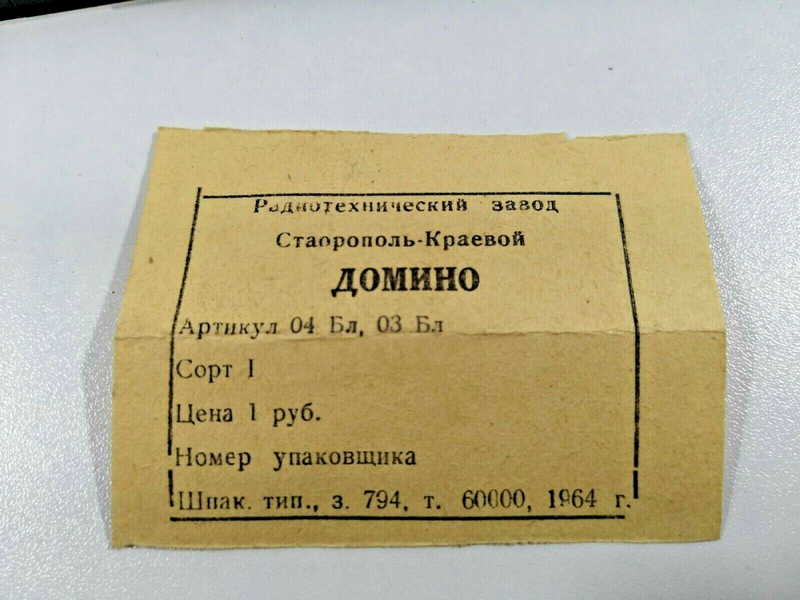 Радиотехнический завод
Ставрополь-Краевой
ДОМИНО
Артикул 04 Бл, 03 Бл
Сорт I
Цена 1 руб.
Номер упаковщика
Шпак. тип., з. 794, т. 60000, 1964 г.